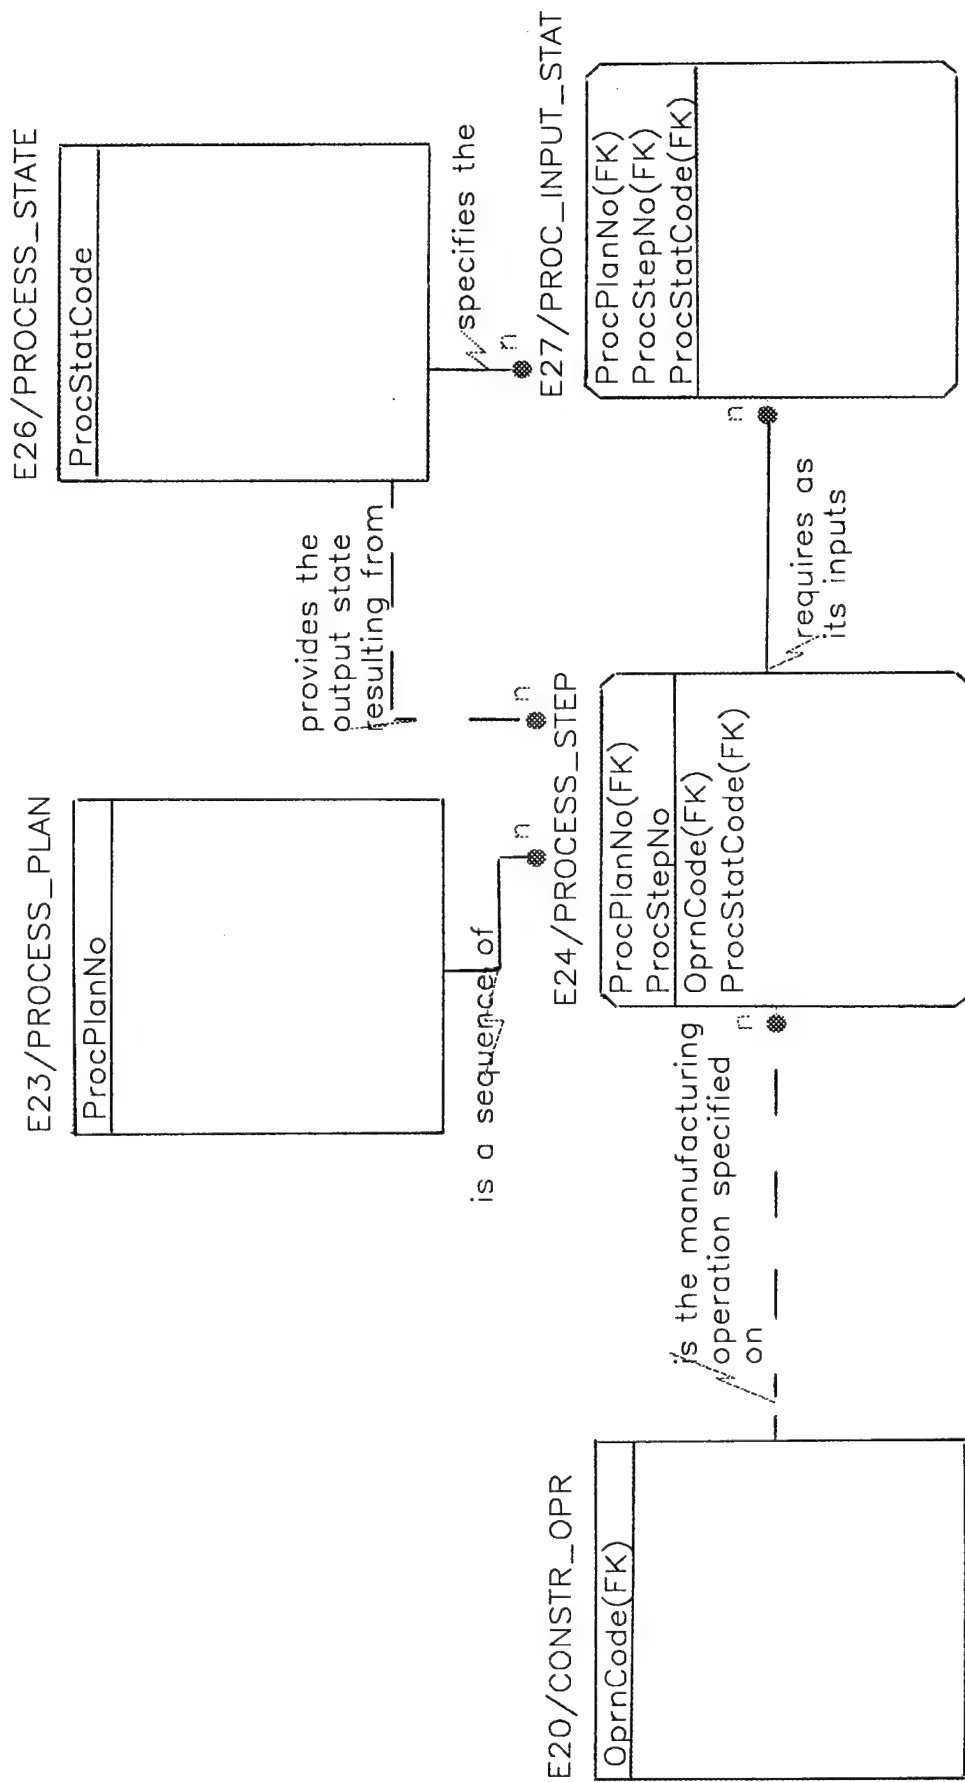 E23/PROCESS_PLAN
ProcPlanNo
E26/PROCESS_STATE
ProcStatCode
provides the
output state
resulting from
n
is a sequence of
n
specifies the
n
E20/CONSTR_OPR
OprnCode(FK)
is the manufacturing
operation specified
on
n
E24/PROCESS_STEP
ProcPlanNo(FK)
ProcStepNo
OprnCode(FK)
ProcStatCode(FK)
requires as
its inputs
n
E27/PROC_INPUT_STAT
ProcPlanNo(FK)
ProcStepNo(FK)
ProcStatCode(FK)